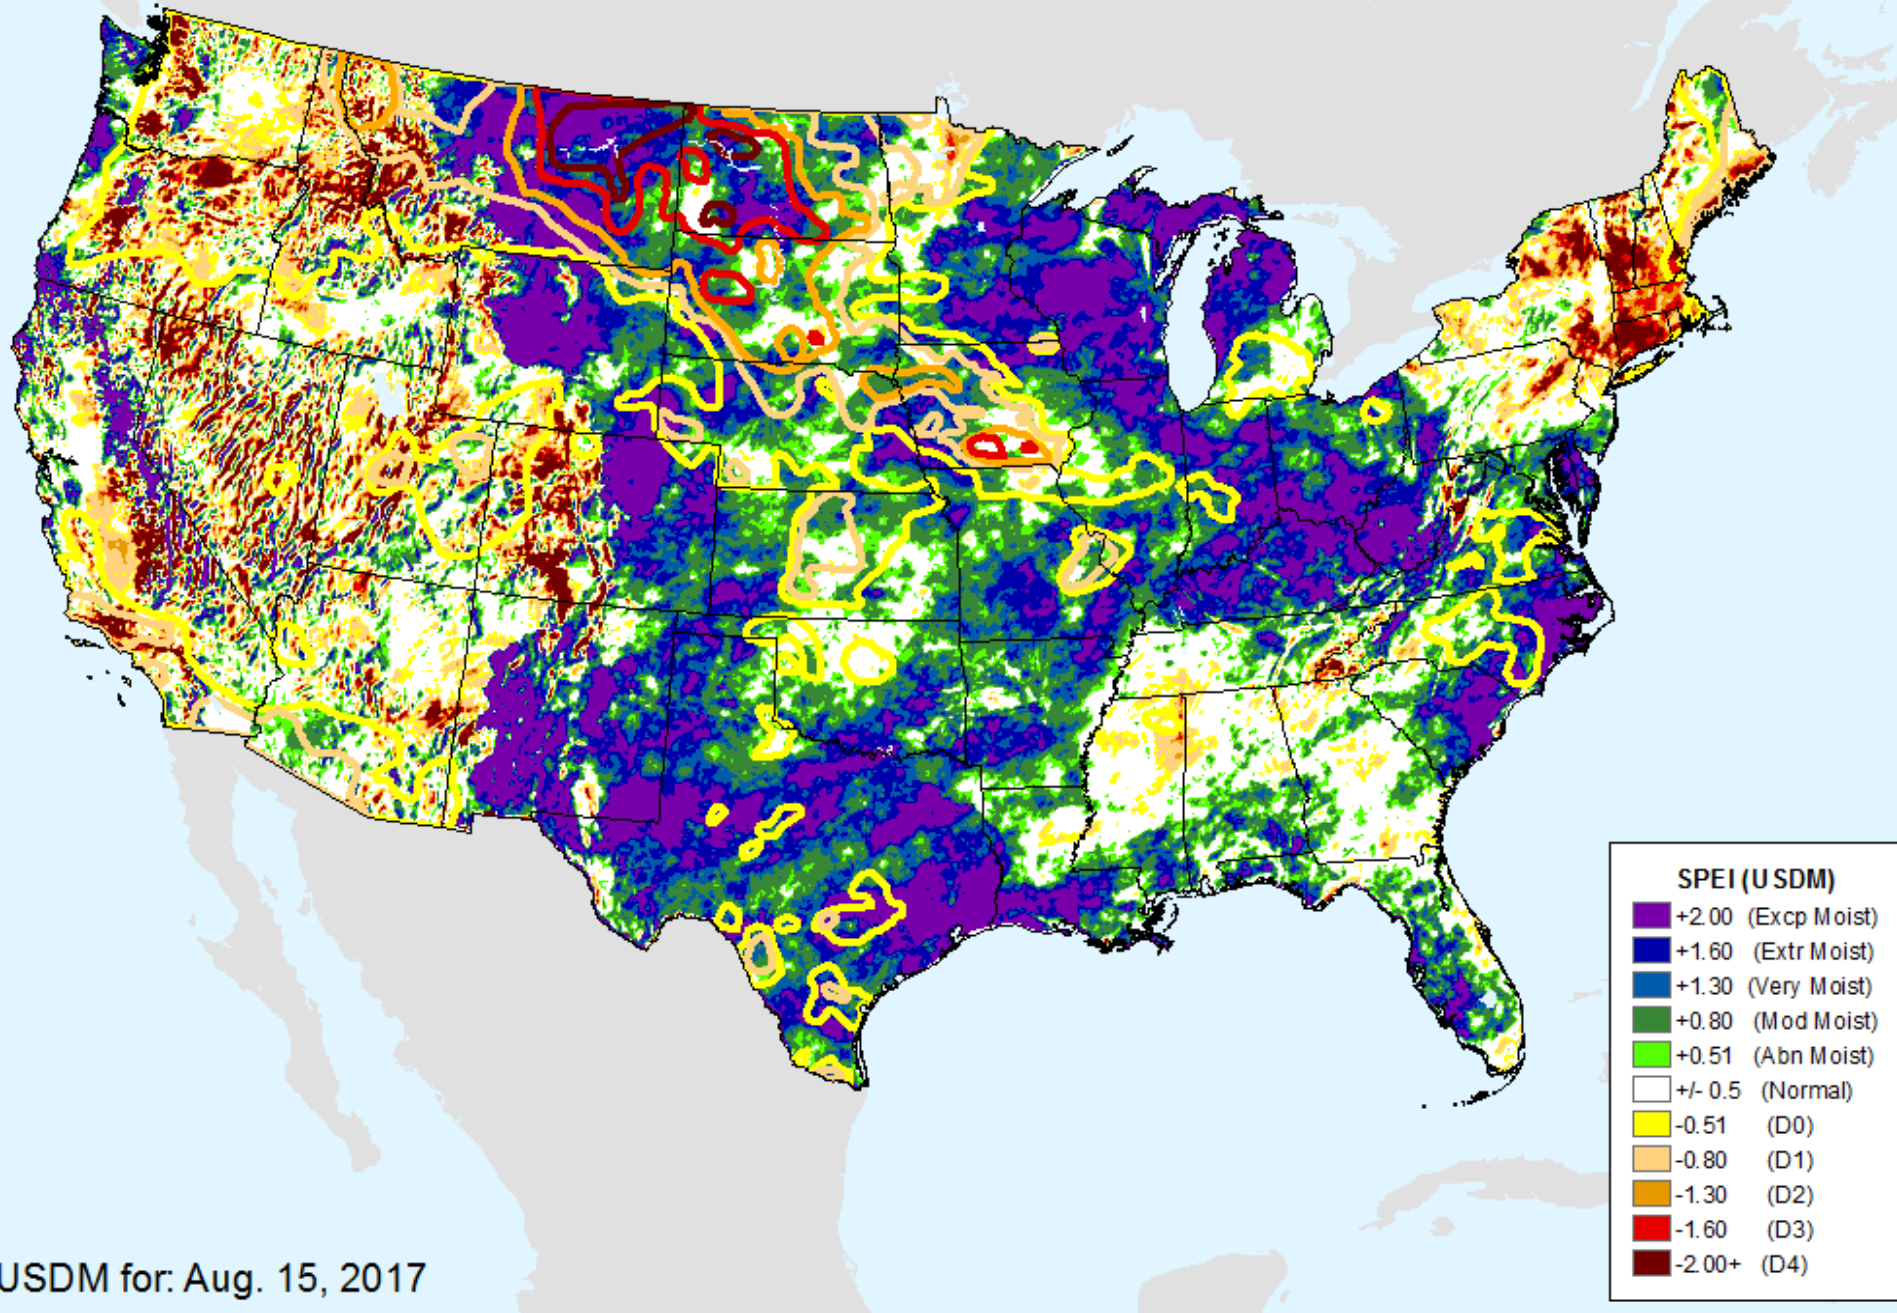 SPEI (USDM)
+2.00 (Excp Moist)
+1.60 (Extr Moist)
+1.30 (Very Moist)
+0.80 (Mod Moist)
+0.51 (Abn Moist)
+/- 0.5 (Normal)
-0.51 (D0)
-0.80 (D1)
-1.30 (D2)
-1.60 (D3)
-2.00+ (D4)
USDM for: Aug. 15, 2017